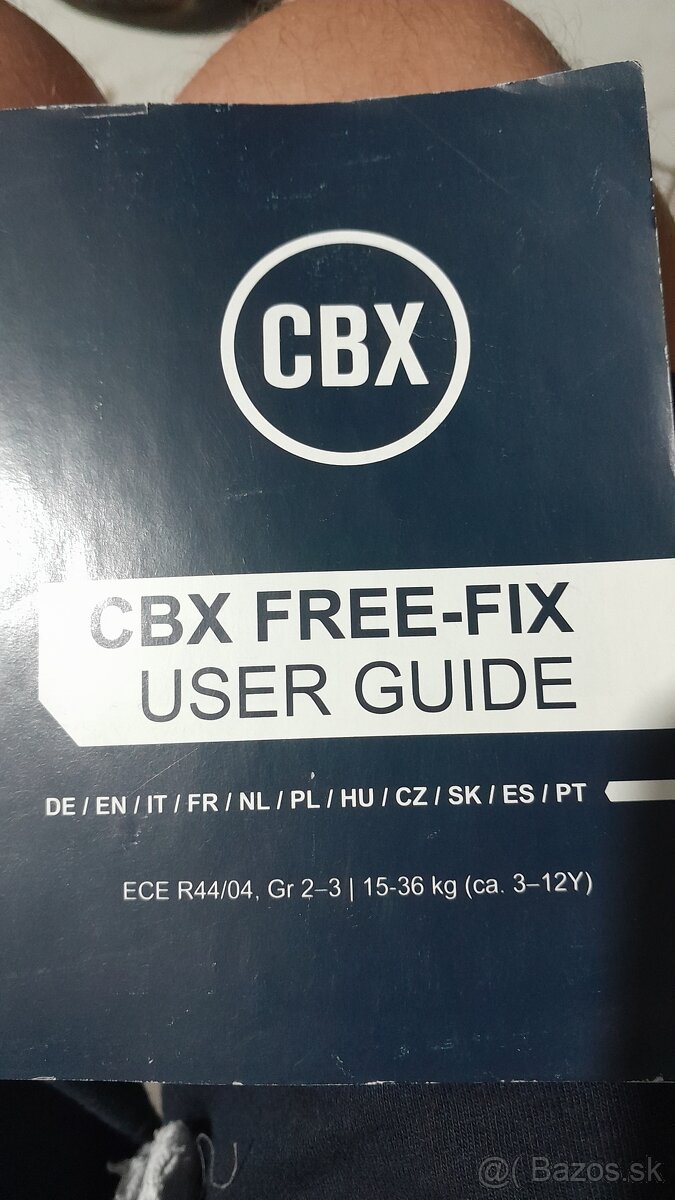 CBX
CBX FREE-FIX
USER GUIDE
DE / EN / IT / FR / NL / PL / HU / CZ / SK / ES / PT
ECE R44/04, Gr 2–3 | 15-36 kg (ca. 3–12Y)
@( Bazos.sk